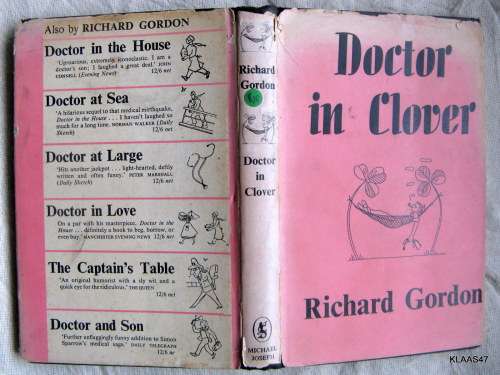 Also by RICHARD GORDON
Doctor in the House
"Uproarious, extremely iconoclastic. I am a
doctor's son; I laughed a great deal." JOHN
CONNELL (Evening News) 12/6 net
Doctor at Sea
"A hilarious sequel to that medical earthquake,
Doctor in the House . . . I haven't laughed so
much for a long time. NORMAN WALKER (Daily
Sketch) 12/6 net
Doctor at Large
"Hits another jackpot . . . light-hearted, deftly
written and often funny." PETER MARSHALL
(Daily Sketch) 12/6 net
Doctor in Love
On a par with his masterpiece. Doctor in the
House . . . definitely a book to beg, borrow, or
even buy." MANCHESTER EVENING NEWS 12/6 net
The Captain's Table
"An original humorist with a sly wit and a
quick eye for the ridiculous." THE QUEEN
12/6 net
Doctor and Son
"Further unflaggingly funny addition to Simon
Sparrow's medical saga." DAILY TELEGRAPH
13/6 net
Richard
Gordon
Doctor
in
Clover
MICHAEL
JOSEPH
Doctor
in Clover
Richard Gordon
KLAAS47